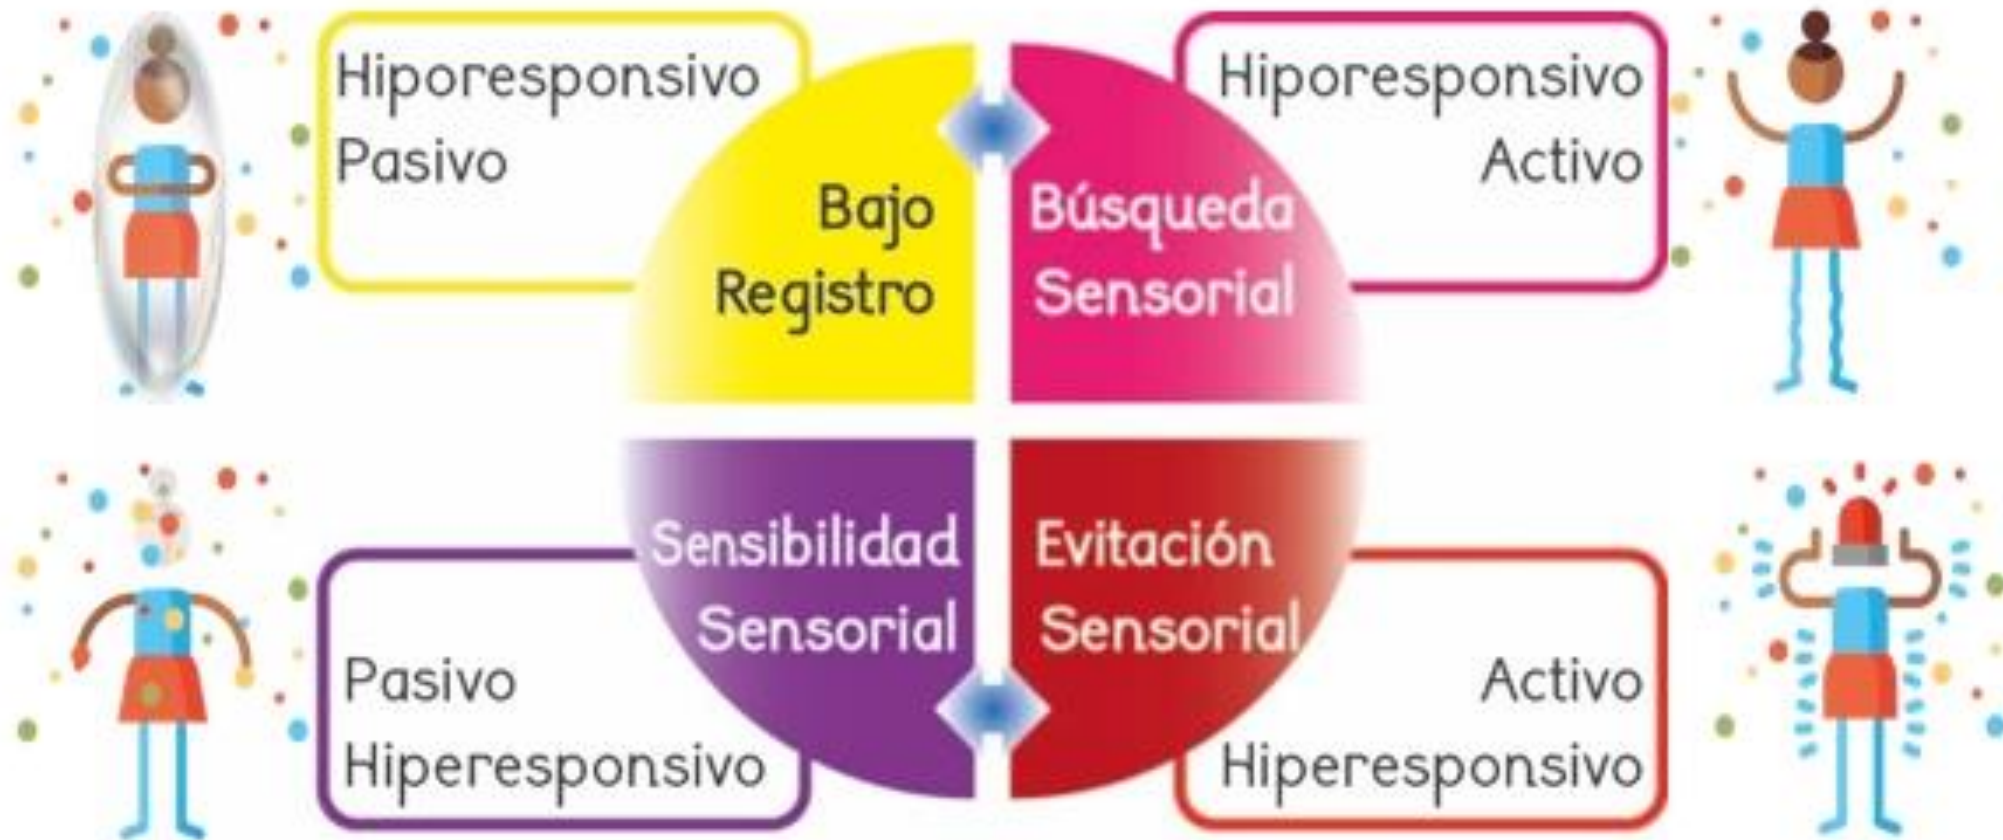 Hiporesponsivo
Pasivo
Bajo
Registro
Búsqueda
Sensorial
Hiporesponsivo
Activo
Sensibilidad
Sensorial
Pasivo
Hiperesponsivo
Evitación
Sensorial
Activo
Hiperesponsivo